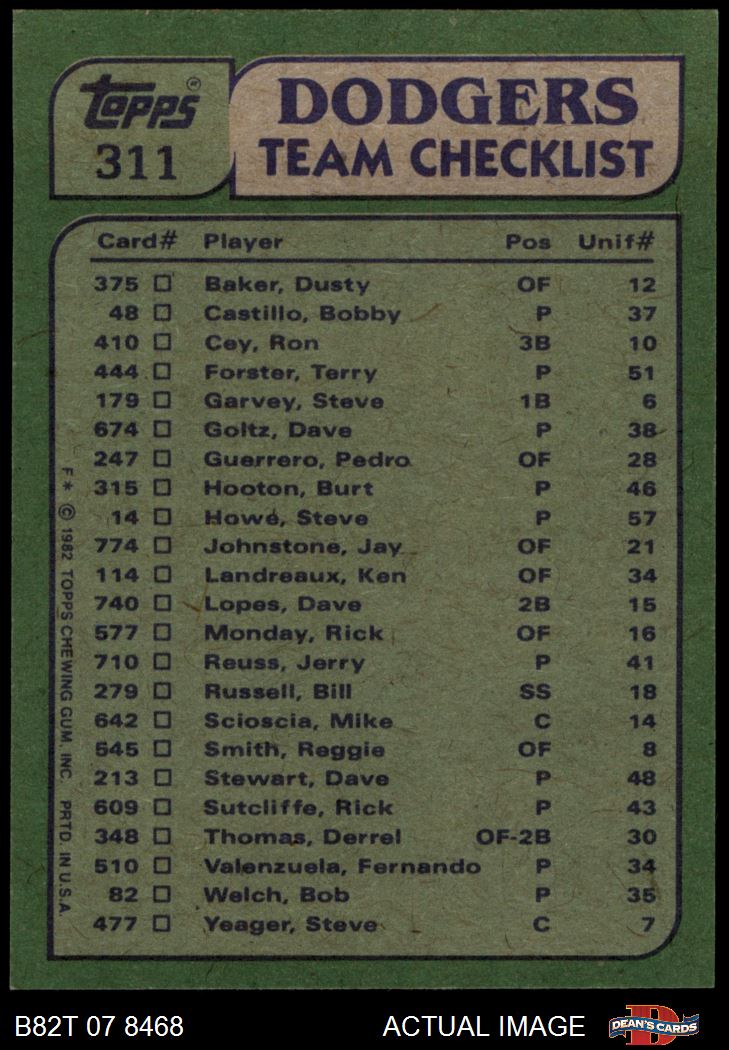 topps
311
DODGERS
TEAM CHECKLIST
Card# Player Pos Unif#
375 Baker, Dusty OF 12
48 Castillo, Bobby P 37
410 Cey, Ron 3B 10
444 Forster, Terry P 51
179 Garvey, Steve 1B 6
674 Goltz, Dave P 38
247 Guerrero, Pedro OF 28
315 Hooton, Burt P 46
14 Howe, Steve P 57
774 Johnstone, Jay OF 21
114 Landreaux, Ken OF 34
740 Lopes, Dave 2B 15
577 Monday, Rick OF 16
710 Reuss, Jerry P 41
279 Russell, Bill SS 18
642 Scioscia, Mike C 14
545 Smith, Reggie OF 8
213 Stewart, Dave P 48
609 Sutcliffe, Rick P 43
348 Thomas, Derrel OF-2B 30
510 Valenzuela, Fernando P 34
82 Welch, Bob P 35
477 Yeager, Steve C 7
F* © 1982 TOPPS CHEWING GUM, INC. PRTD. IN U.S.A.
B82T 07 8468 ACTUAL IMAGE DEAN'S CARDS